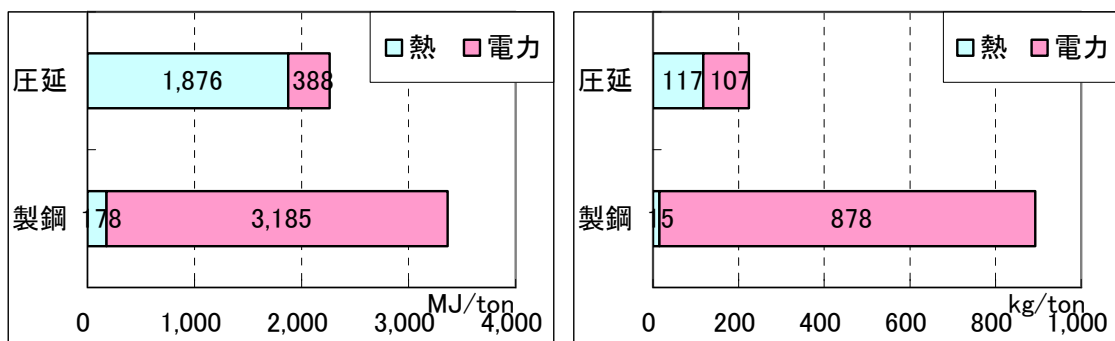 熱 電力
圧延 1,876 388
製鋼 178 3,185
MJ/ton
0 1,000 2,000 3,000 4,000
熱 電力
圧延 117 107
製鋼 15 878
kg/ton
0 200 400 600 800 1,000